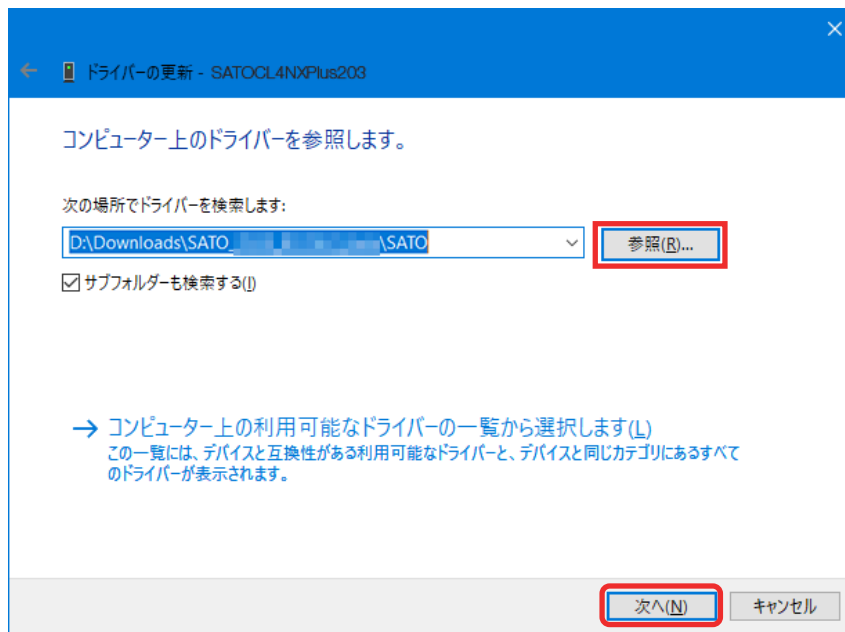 ドライバーの更新 - SATOCL4NXPlus203
コンピューター上のドライバーを参照します。
次の場所でドライバーを検索します:
D:\Downloads\SATO_ \SATO
参照(R)...
サブフォルダーも検索する(I)
コンピューター上の利用可能なドライバーの一覧から選択します(L)
この一覧には、デバイスと互換性がある利用可能なドライバーと、デバイスと同じカテゴリにあるすべて
のドライバーが表示されます。
次へ(N)
キャンセル